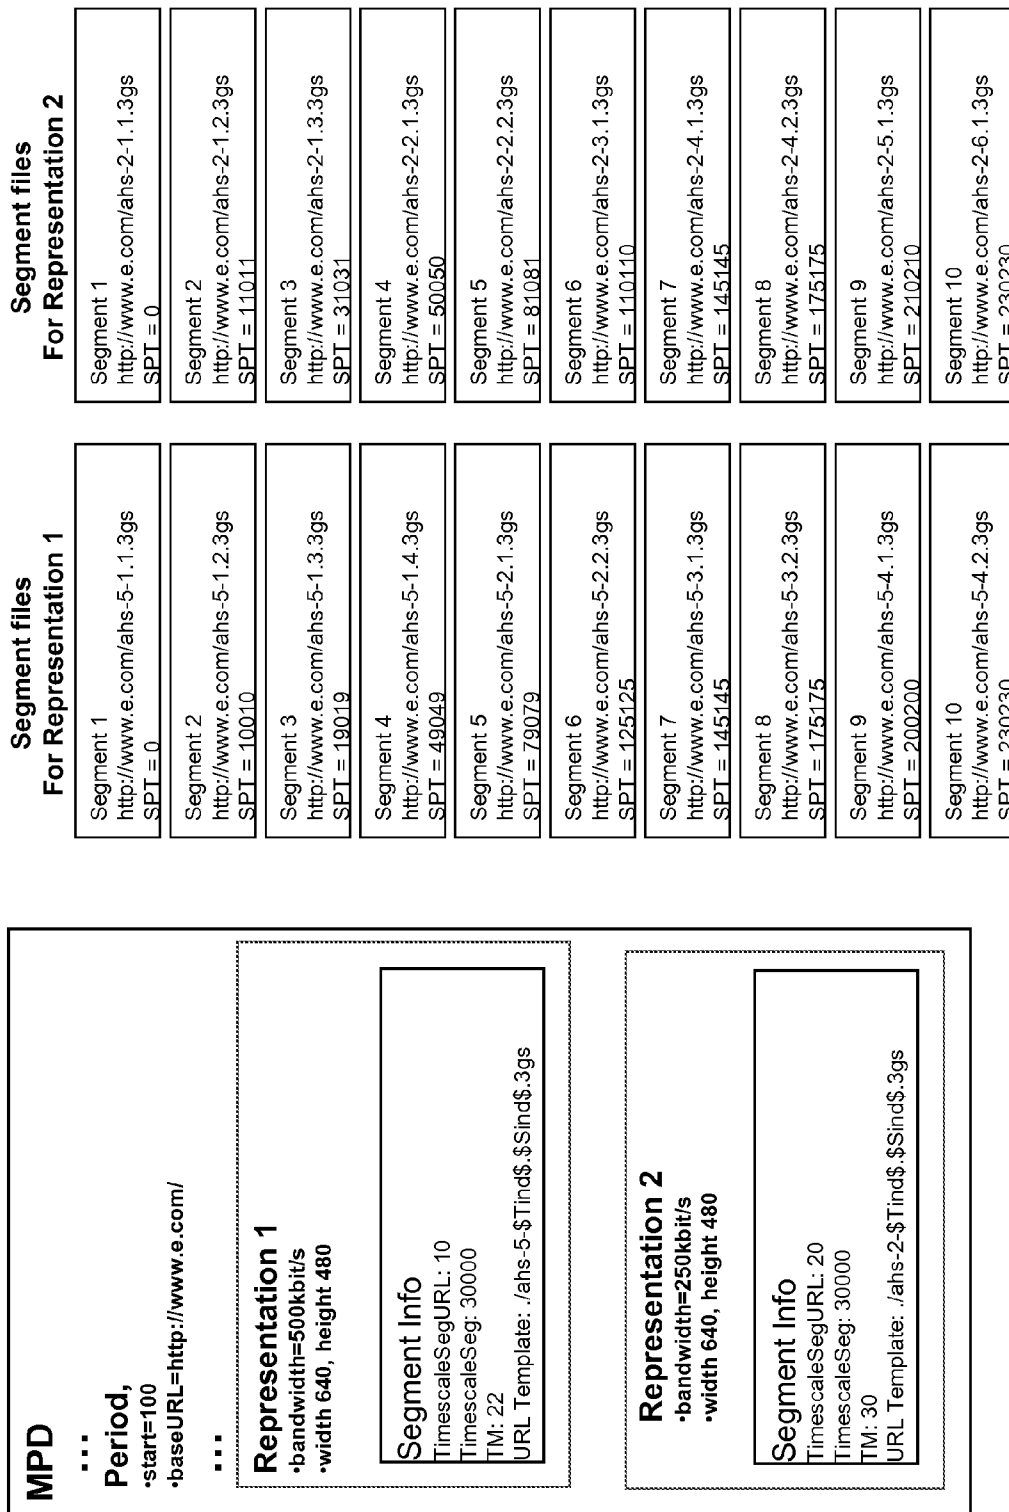 MPD
...
Period,
•start=100
•baseURL=http://www.e.com/
...
Representation 1
•bandwidth=500kbit/s
•width 640, height 480
Segment Info
TimescaleSegURL: 10
TimescaleSeg: 30000
TM: 22
URL Template: ./ahs-5-$Tind$.$Sind$.3gs
Representation 2
•bandwidth=250kbit/s
•width 640, height 480
Segment Info
TimescaleSegURL: 20
TimescaleSeg: 30000
TM: 30
URL Template: ./ahs-2-$Tind$.$Sind$.3gs
Segment files
For Representation 1
Segment 1
http://www.e.com/ahs-5-1.1.3gs
SPT = 0
Segment 2
http://www.e.com/ahs-5-1.2.3gs
SPT = 10010
Segment 3
http://www.e.com/ahs-5-1.3.3gs
SPT = 19019
Segment 4
http://www.e.com/ahs-5-1.4.3gs
SPT = 49049
Segment 5
http://www.e.com/ahs-5-2.1.3gs
SPT = 79079
Segment 6
http://www.e.com/ahs-5-2.2.3gs
SPT = 125125
Segment 7
http://www.e.com/ahs-5-3.1.3gs
SPT = 145145
Segment 8
http://www.e.com/ahs-5-3.2.3gs
SPT = 175175
Segment 9
http://www.e.com/ahs-5-4.1.3gs
SPT = 200200
Segment 10
http://www.e.com/ahs-5-4.2.3gs
SPT = 230230
Segment files
For Representation 2
Segment 1
http://www.e.com/ahs-2-1.1.3gs
SPT = 0
Segment 2
http://www.e.com/ahs-2-1.2.3gs
SPT = 11011
Segment 3
http://www.e.com/ahs-2-1.3.3gs
SPT = 31031
Segment 4
http://www.e.com/ahs-2-2.1.3gs
SPT = 50050
Segment 5
http://www.e.com/ahs-2-2.2.3gs
SPT = 81081
Segment 6
http://www.e.com/ahs-2-3.1.3gs
SPT = 110110
Segment 7
http://www.e.com/ahs-2-4.1.3gs
SPT = 145145
Segment 8
http://www.e.com/ahs-2-4.2.3gs
SPT = 175175
Segment 9
http://www.e.com/ahs-2-5.1.3gs
SPT = 210210
Segment 10
http://www.e.com/ahs-2-6.1.3gs
SPT = 230230